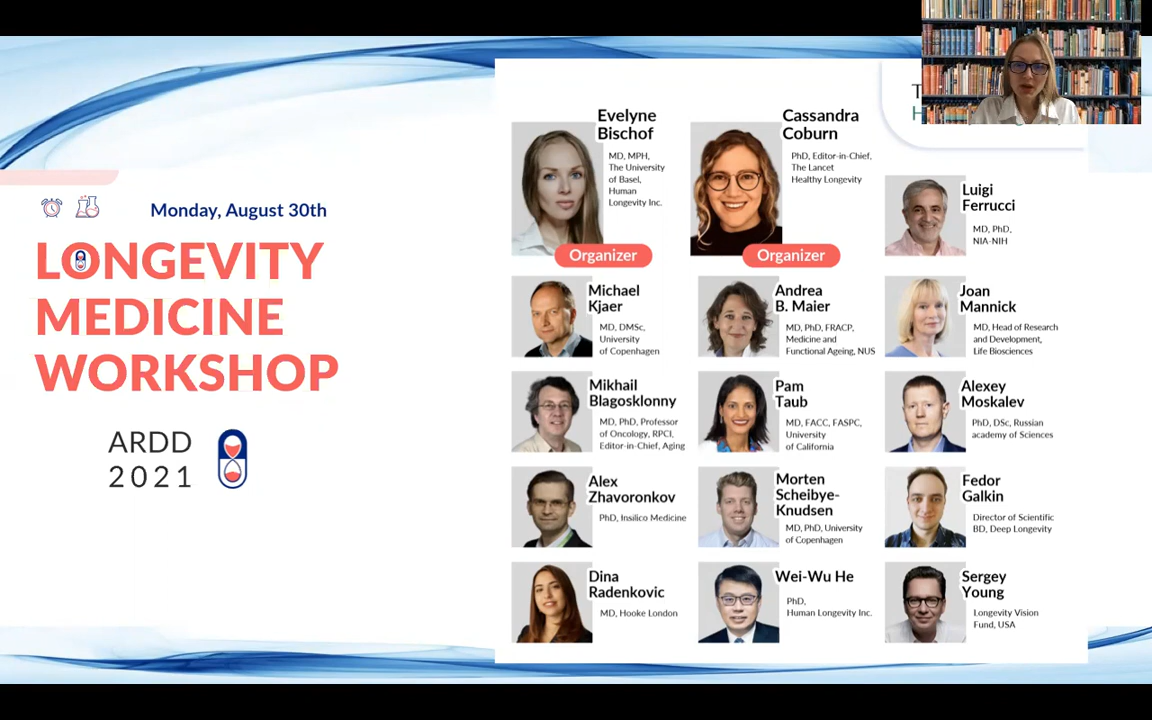 Monday, August 30th
LONGEVITY
MEDICINE
WORKSHOP
ARDD
2021
Evelyne
Bischof
MD, MPH,
The University
of Basel,
Human
Longevity Inc.
Organizer
Cassandra
Coburn
PhD, Editor-in-Chief,
The Lancet
Healthy Longevity
Organizer
Luigi
Ferrucci
MD, PhD,
NIA-NIH
Michael
Kjaer
MD, DMSc,
University
of Copenhagen
Andrea
B. Maier
MD, PhD, FRACP,
Medicine and
Functional Ageing, NUS
Joan
Mannick
MD, Head of Research
and Development,
Life Biosciences
Mikhail
Blagosklonny
MD, PhD, Professor
of Oncology, RPCI,
Editor-in-Chief, Aging
Pam
Taub
MD, FACC, FASPC,
University
of California
Alexey
Moskalev
PhD, DSc, Russian
academy of Sciences
Alex
Zhavoronkov
PhD, Insilico Medicine
Morten
Scheibye-
Knudsen
MD, PhD, University
of Copenhagen
Fedor
Galkin
Director of Scientific
BD, Deep Longevity
Dina
Radenkovic
MD, Hooke London
Wei-Wu He
PhD,
Human Longevity Inc.
Sergey
Young
Longevity Vision
Fund, USA